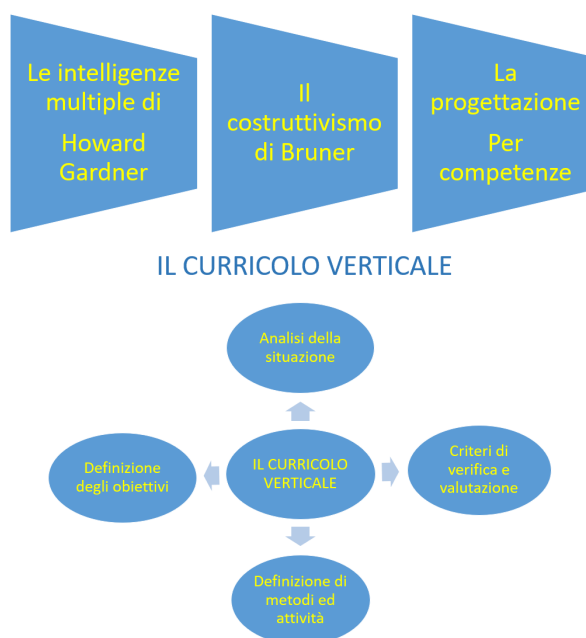 Le intelligenze
multiple di
Howard
Gardner
Il
costruttivismo
di Bruner
La
progettazione
Per
competenze
IL CURRICOLO VERTICALE
Analisi della
situazione
Definizione
degli obiettivi
IL CURRICOLO
VERTICALE
Criteri di
verifica e
valutazione
Definizione di
metodi ed
attività